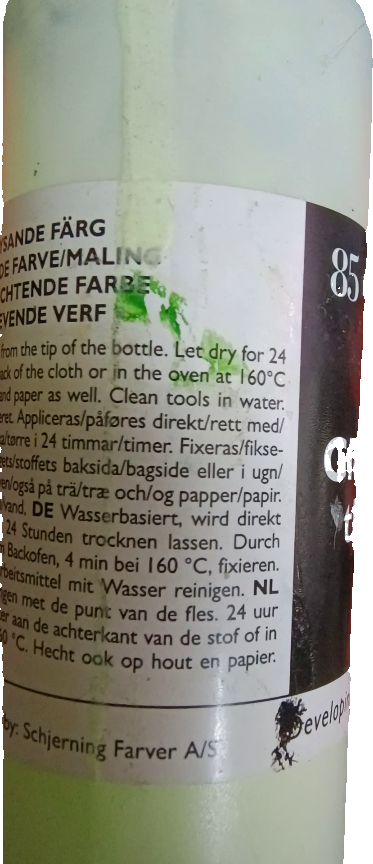 YSANDE FÄRG
DE FARVE/MALING
CHTENDE FARBE
EVENDE VERF
from the tip of the bottle. Let dry for 24
ack of the cloth or in the oven at 160°C
and paper as well. Clean tools in water.
eret. Appliceras/påføres direkt/rett med/
a/tørre i 24 timmar/timer. Fixeras/fikse-
ets/stoffets baksida/bagside eller i ugn/
en/også på trä/træ och/og papper/papir.
vand. DE Wasserbasiert, wird direkt
24 Stunden trocknen lassen. Durch
n Backofen, 4 min bei 160 °C, fixieren.
rbeitsmittel mit Wasser reinigen. NL
ngen met de punt van de fles. 24 uur
er aan de achterkant van de stof of in
60 °C. Hecht ook op hout en papier.
by: Schjerning Farver A/S
85
Developin